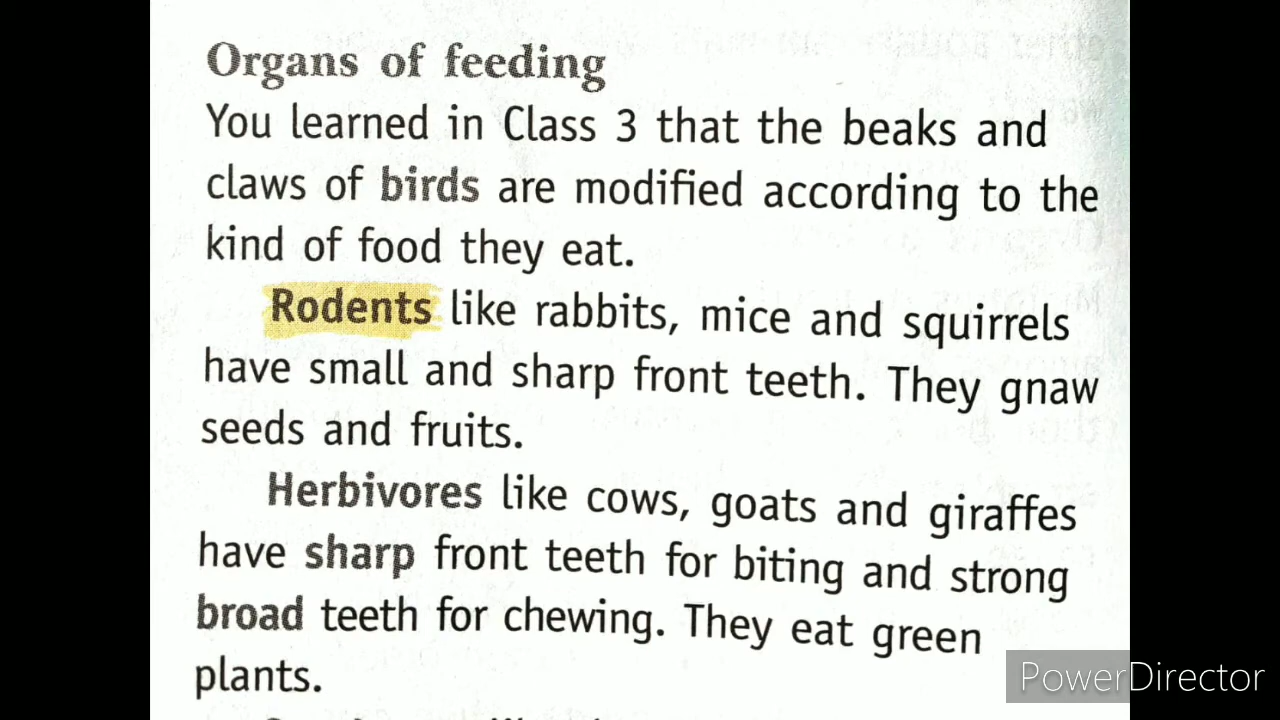 Organs of feeding
You learned in Class 3 that the beaks and
claws of birds are modified according to the
kind of food they eat.
Rodents like rabbits, mice and squirrels
have small and sharp front teeth. They gnaw
seeds and fruits.
Herbivores like cows, goats and giraffes
have sharp front teeth for biting and strong
broad teeth for chewing. They eat green
plants.
PowerDirector